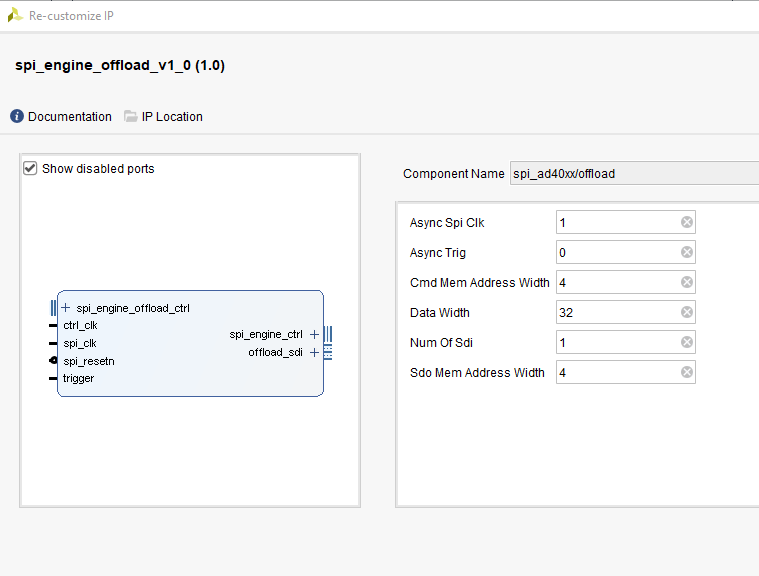 Re-customize IP
spi_engine_offload_v1_0 (1.0)
Documentation IP Location
Show disabled ports
spi_engine_offload_ctrl
ctrl_clk
spi_clk
spi_resetn
trigger
spi_engine_ctrl
offload_sdi
Component Name spi_ad40xx/offload
Async Spi Clk 1
Async Trig 0
Cmd Mem Address Width 4
Data Width 32
Num Of Sdi 1
Sdo Mem Address Width 4